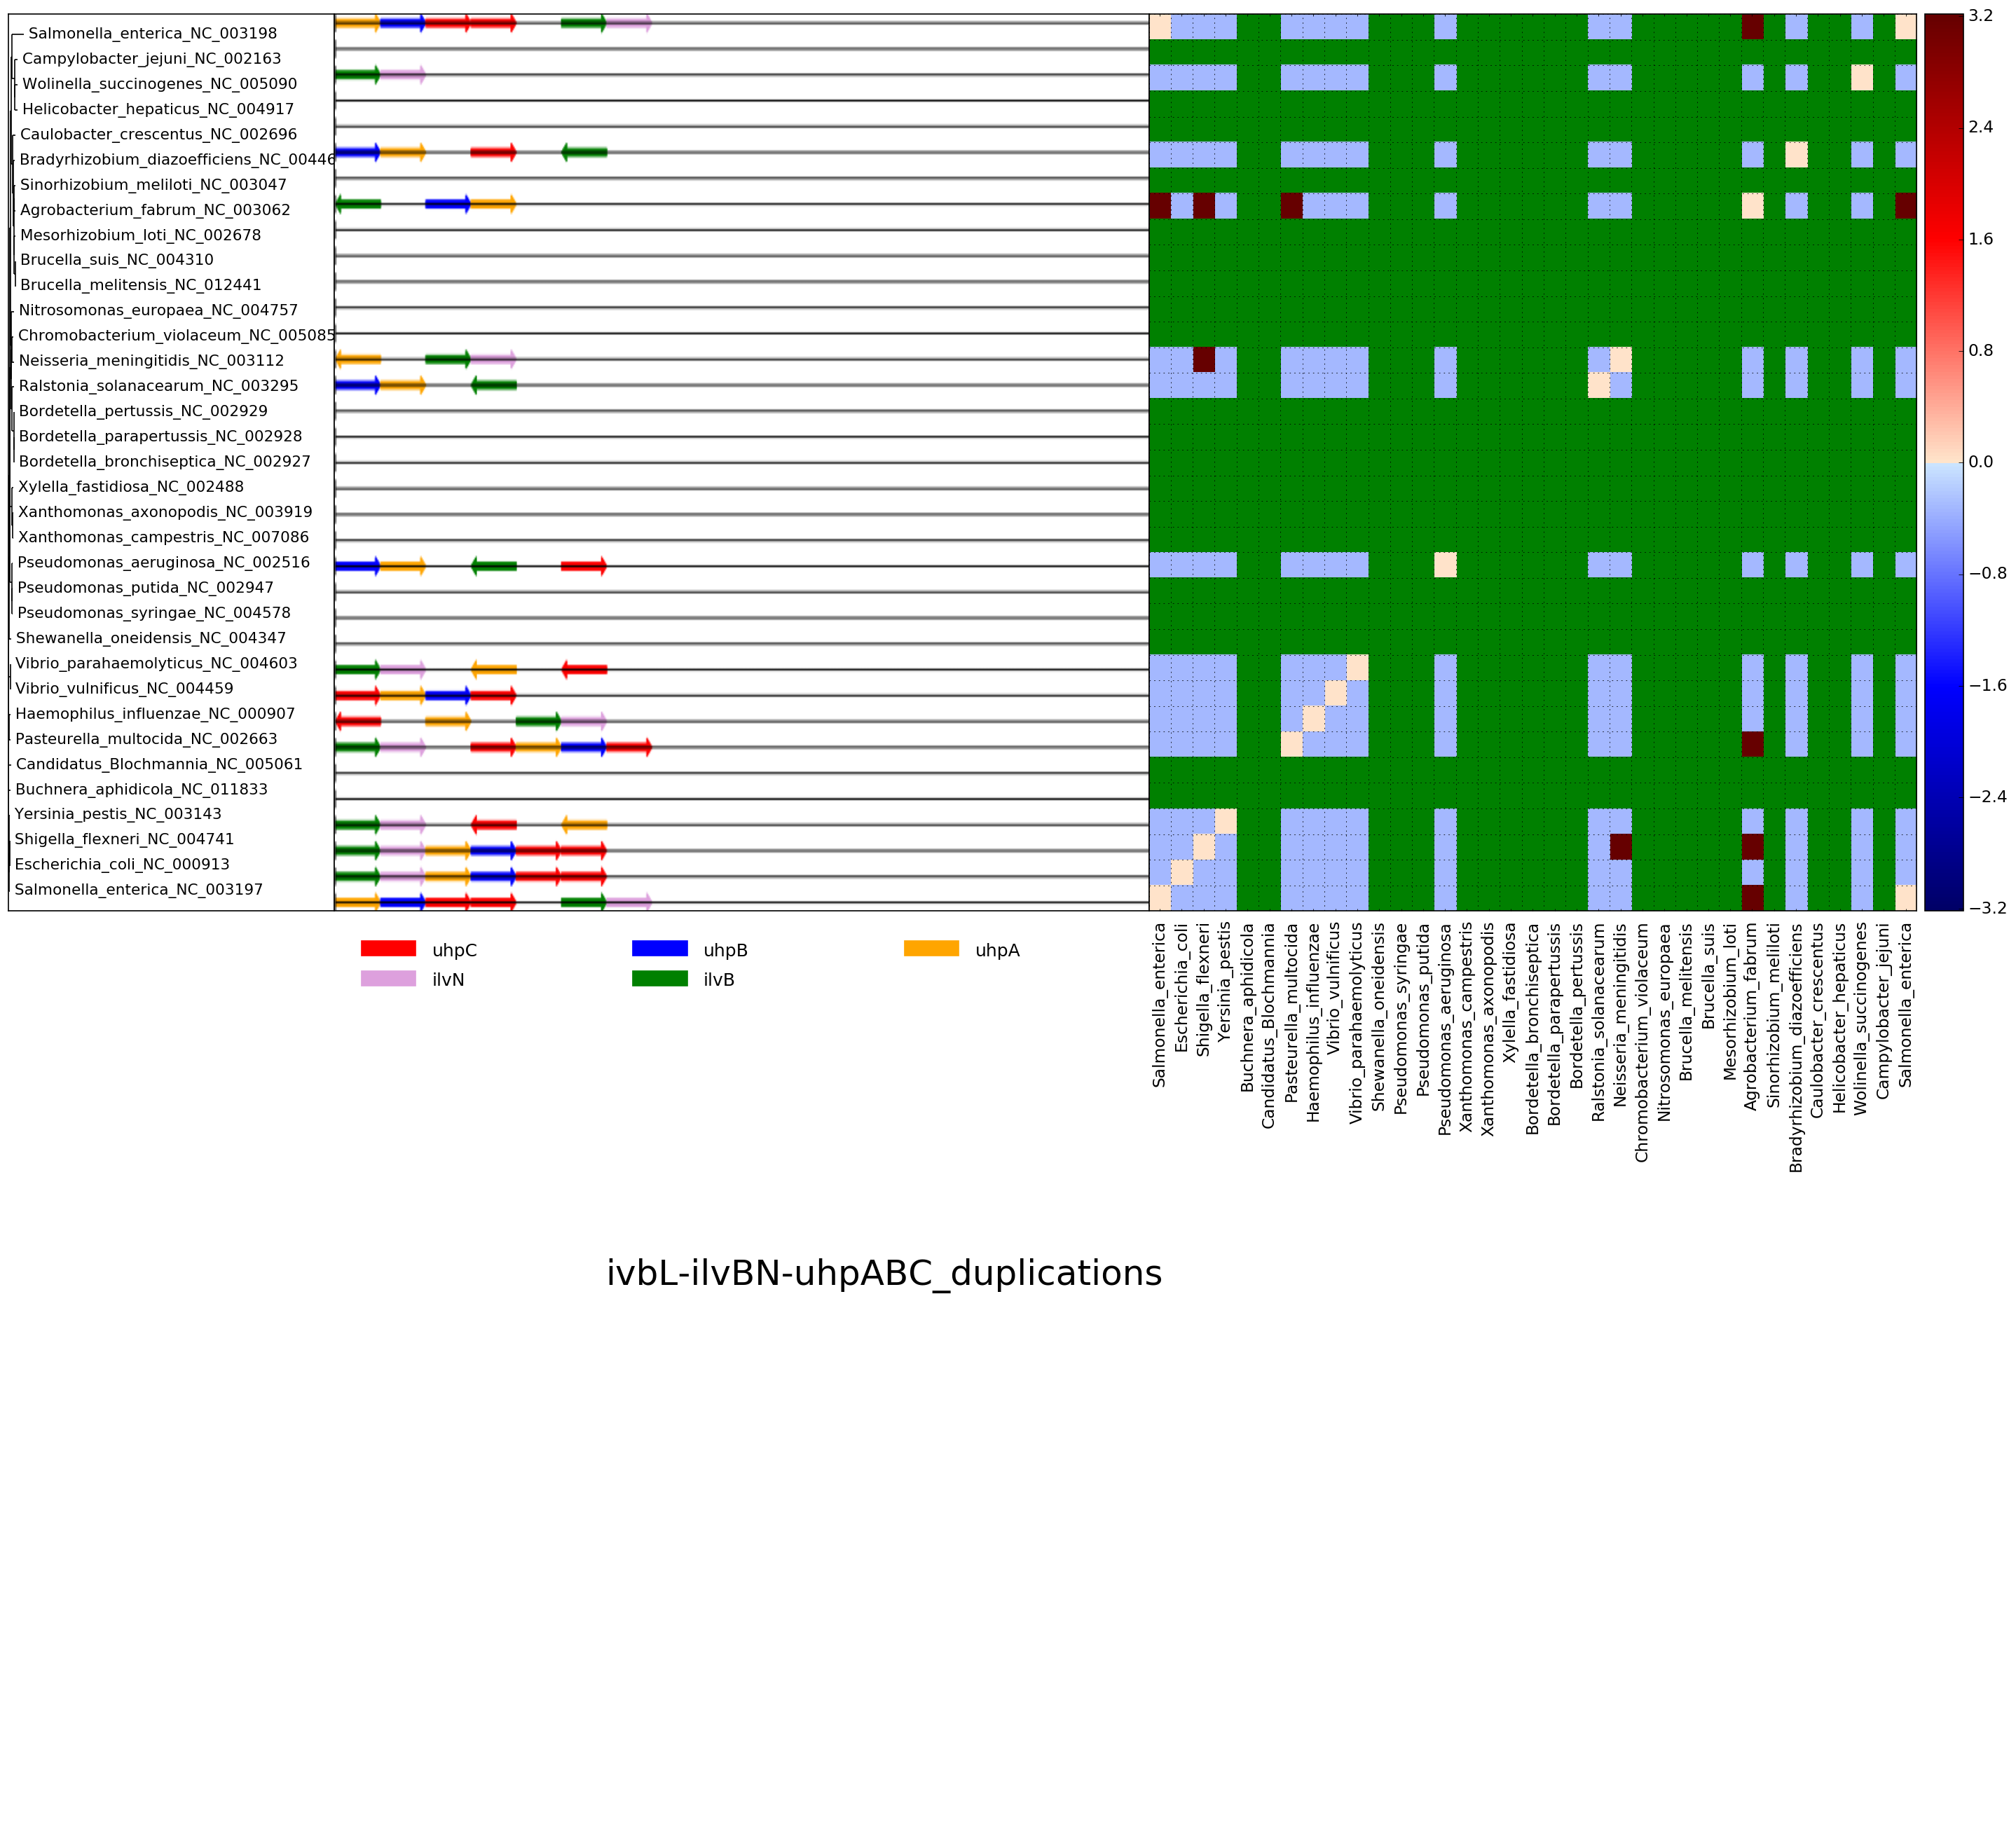 Salmonella_enterica_NC_003198
Campylobacter_jejuni_NC_002163
Wolinella_succinogenes_NC_005090
Helicobacter_hepaticus_NC_004917
Caulobacter_crescentus_NC_002696
Bradyrhizobium_diazoefficiens_NC_00446
Sinorhizobium_meliloti_NC_003047
Agrobacterium_fabrum_NC_003062
Mesorhizobium_loti_NC_002678
Brucella_suis_NC_004310
Brucella_melitensis_NC_012441
Nitrosomonas_europaea_NC_004757
Chromobacterium_violaceum_NC_005085
Neisseria_meningitidis_NC_003112
Ralstonia_solanacearum_NC_003295
Bordetella_pertussis_NC_002929
Bordetella_parapertussis_NC_002928
Bordetella_bronchiseptica_NC_002927
Xylella_fastidiosa_NC_002488
Xanthomonas_axonopodis_NC_003919
Xanthomonas_campestris_NC_007086
Pseudomonas_aeruginosa_NC_002516
Pseudomonas_putida_NC_002947
Pseudomonas_syringae_NC_004578
Shewanella_oneidensis_NC_004347
Vibrio_parahaemolyticus_NC_004603
Vibrio_vulnificus_NC_004459
Haemophilus_influenzae_NC_000907
Pasteurella_multocida_NC_002663
Candidatus_Blochmannia_NC_005061
Buchnera_aphidicola_NC_011833
Yersinia_pestis_NC_003143
Shigella_flexneri_NC_004741
Escherichia_coli_NC_000913
Salmonella_enterica_NC_003197
3.2
2.4
1.6
0.8
0.0
−0.8
−1.6
−2.4
−3.2
Salmonella_enterica
Escherichia_coli
Shigella_flexneri
Yersinia_pestis
Buchnera_aphidicola
Candidatus_Blochmannia
Pasteurella_multocida
Haemophilus_influenzae
Vibrio_vulnificus
Vibrio_parahaemolyticus
Shewanella_oneidensis
Pseudomonas_syringae
Pseudomonas_putida
Pseudomonas_aeruginosa
Xanthomonas_campestris
Xanthomonas_axonopodis
Xylella_fastidiosa
Bordetella_bronchiseptica
Bordetella_parapertussis
Bordetella_pertussis
Ralstonia_solanacearum
Neisseria_meningitidis
Chromobacterium_violaceum
Nitrosomonas_europaea
Brucella_melitensis
Brucella_suis
Mesorhizobium_loti
Agrobacterium_fabrum
Sinorhizobium_meliloti
Bradyrhizobium_diazoefficiens
Caulobacter_crescentus
Helicobacter_hepaticus
Wolinella_succinogenes
Campylobacter_jejuni
Salmonella_enterica
uhpC uhpB uhpA
ilvN ilvB
ivbL-ilvBN-uhpABC_duplications